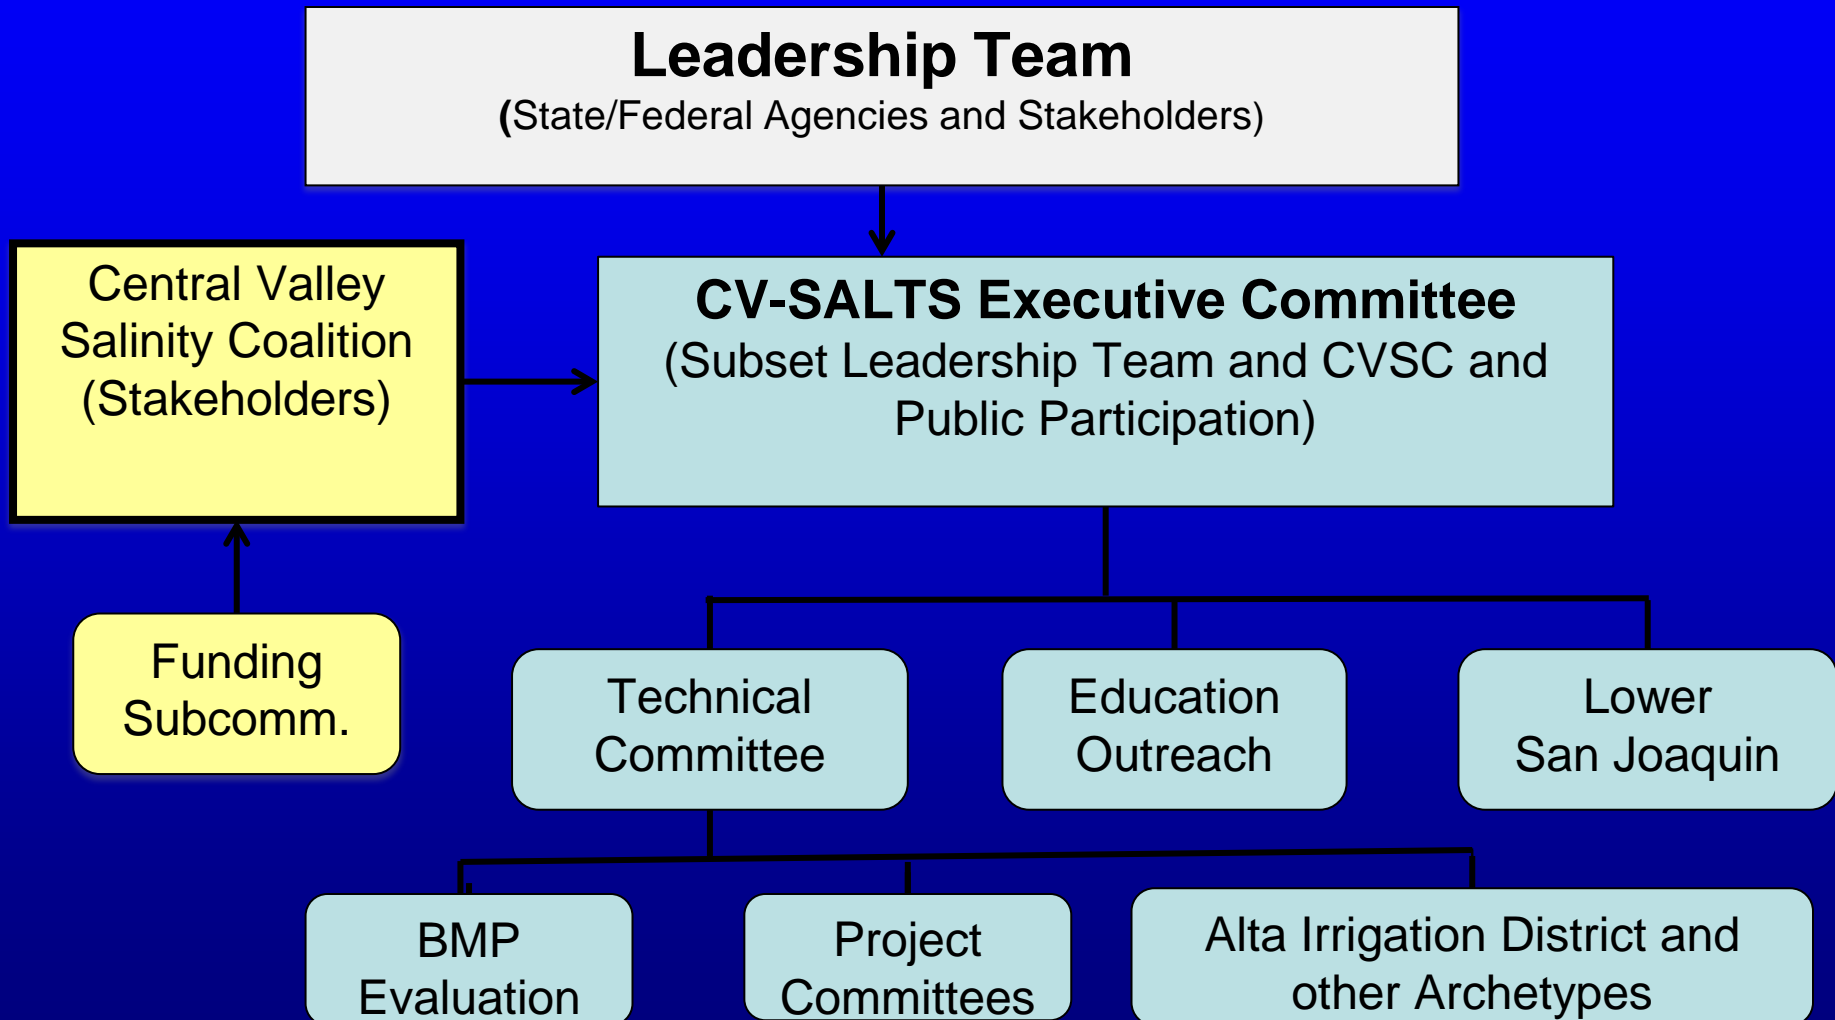 Leadership Team
(State/Federal Agencies and Stakeholders)
Central Valley
Salinity Coalition
(Stakeholders)
CV-SALTS Executive Committee
(Subset Leadership Team and CVSC and
Public Participation)
Funding
Subcomm.
Technical
Committee
Education
Outreach
Lower
San Joaquin
BMP
Evaluation
Project
Committees
Alta Irrigation District and
other Archetypes